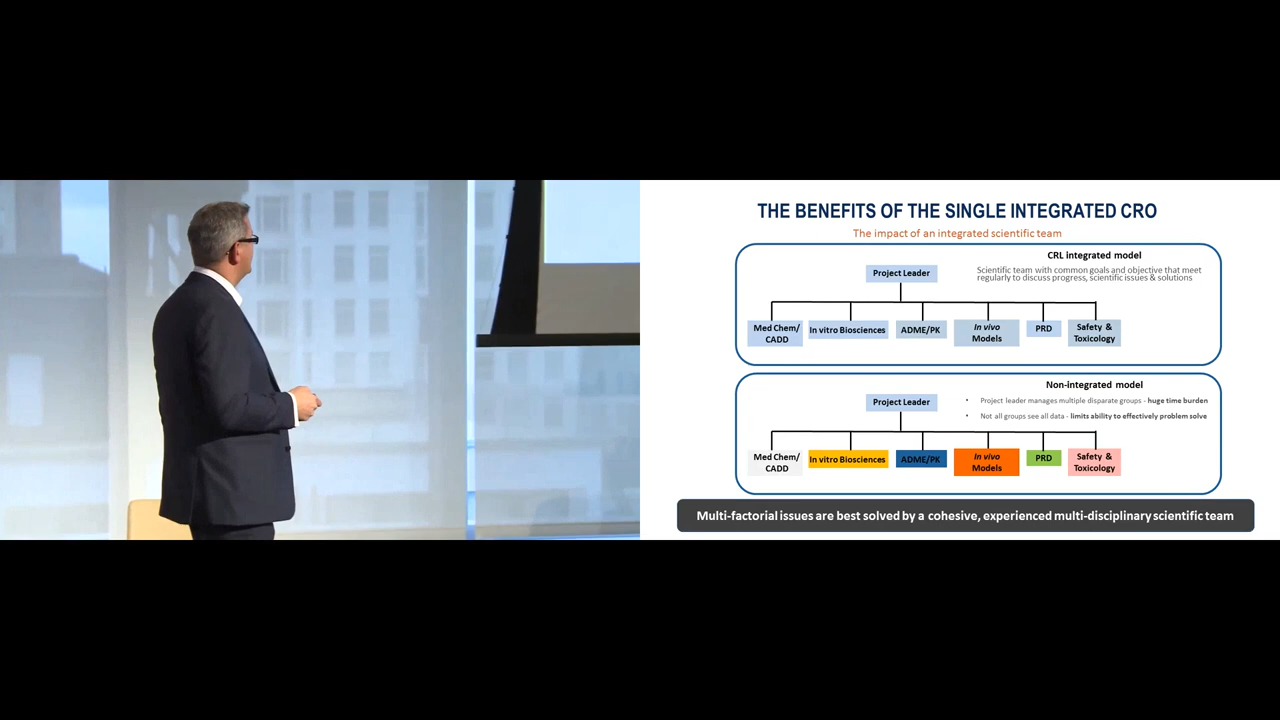 THE BENEFITS OF THE SINGLE INTEGRATED CRO
The impact of an integrated scientific team
CRL integrated model
Scientific team with common goals and objective that meet
regularly to discuss progress, scientific issues & solutions
Project Leader
Med Chem/
CADD
In vitro Biosciences
ADME/PK
In vivo
Models
PRD
Safety &
Toxicology
Non-integrated model
• Project leader manages multiple disparate groups - huge time burden
• Not all groups see all data - limits ability to effectively problem solve
Project Leader
Med Chem/
CADD
In vitro Biosciences
ADME/PK
In vivo
Models
PRD
Safety &
Toxicology
Multi-factorial issues are best solved by a cohesive, experienced multi-disciplinary scientific team